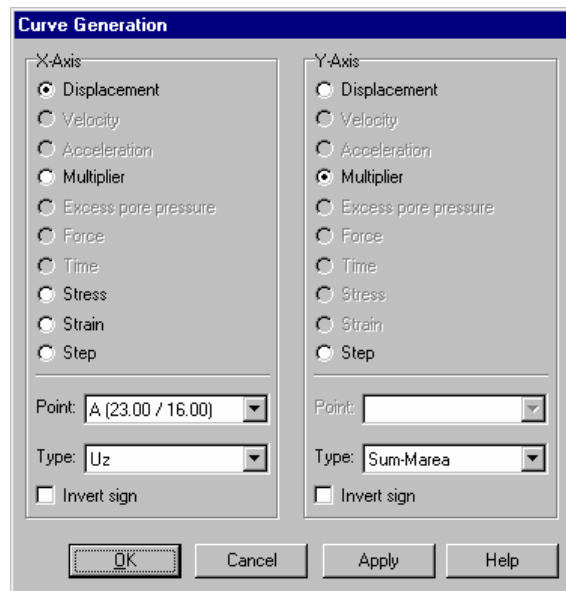 Curve Generation
X-Axis
Displacement
Velocity
Acceleration
Multiplier
Excess pore pressure
Force
Time
Stress
Strain
Step
Point: A (23.00 / 16.00)
Type: Uz
Invert sign
Y-Axis
Displacement
Velocity
Acceleration
Multiplier
Excess pore pressure
Force
Time
Stress
Strain
Step
Point:
Type: Sum-Marea
Invert sign
OK Cancel Apply Help